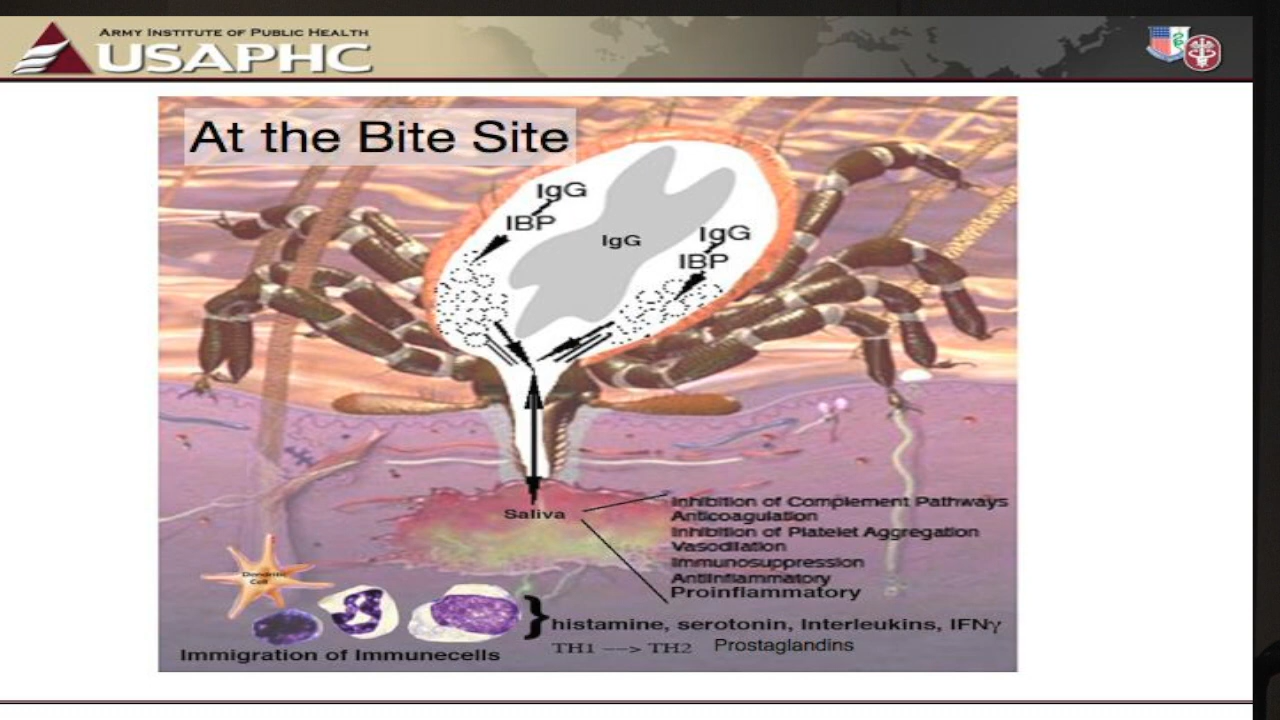 ARMY INSTITUTE OF PUBLIC HEALTH
USAPHC
At the Bite Site
IgG
IBP
IgG
IgG
IBP
Saliva
Inhibition of Complement Pathways
Anticoagulation
Inhibition of Platelet Aggregation
Vasodilation
Immunosuppression
Antiinflammatory
Proinflammatory
Dendritic
Cell
} histamine, serotonin, Interleukins, IFNγ
TH1 --> TH2 Prostaglandins
Immigration of Immunecells